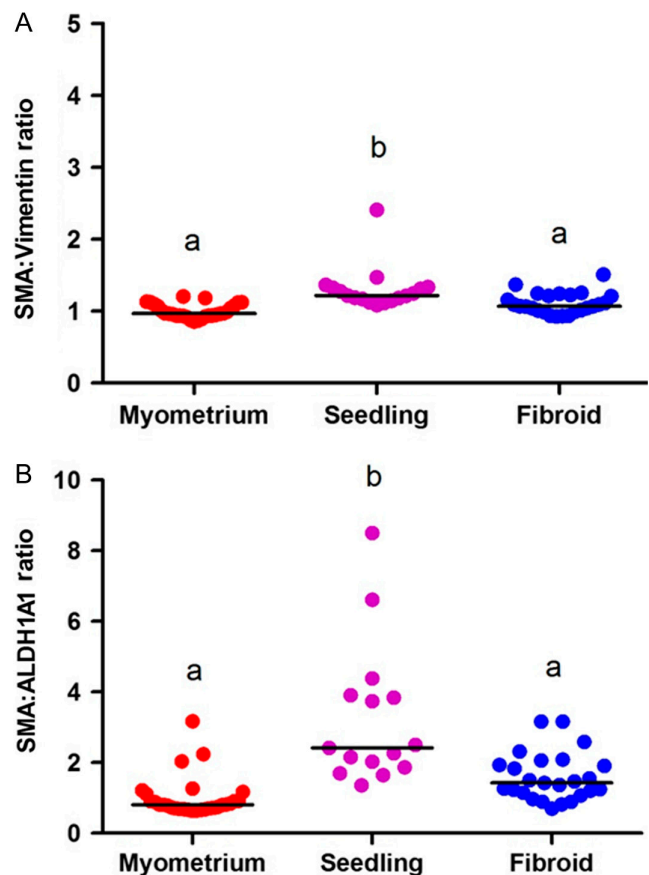 A
SMA:Vimentin ratio
5
4
3
2
1
0
a
b
a
Myometrium Seedling Fibroid
B
SMA:ALDH1A1 ratio
10
8
6
4
2
0
a
b
a
Myometrium Seedling Fibroid